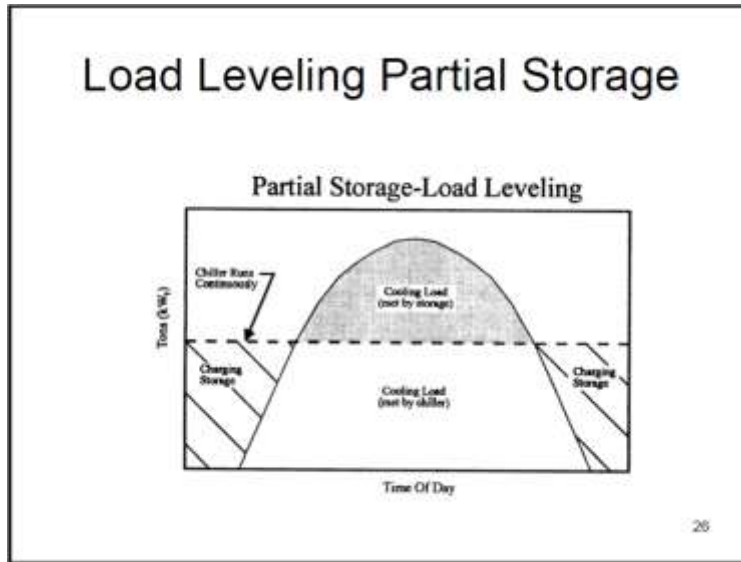 Load Leveling Partial Storage
Partial Storage-Load Leveling
Chiller Runs
Continuously
Cooling Load
(met by storage)
Tons (kWt)
Charging
Storage
Charging
Storage
Cooling Load
(met by chiller)
Time Of Day
26